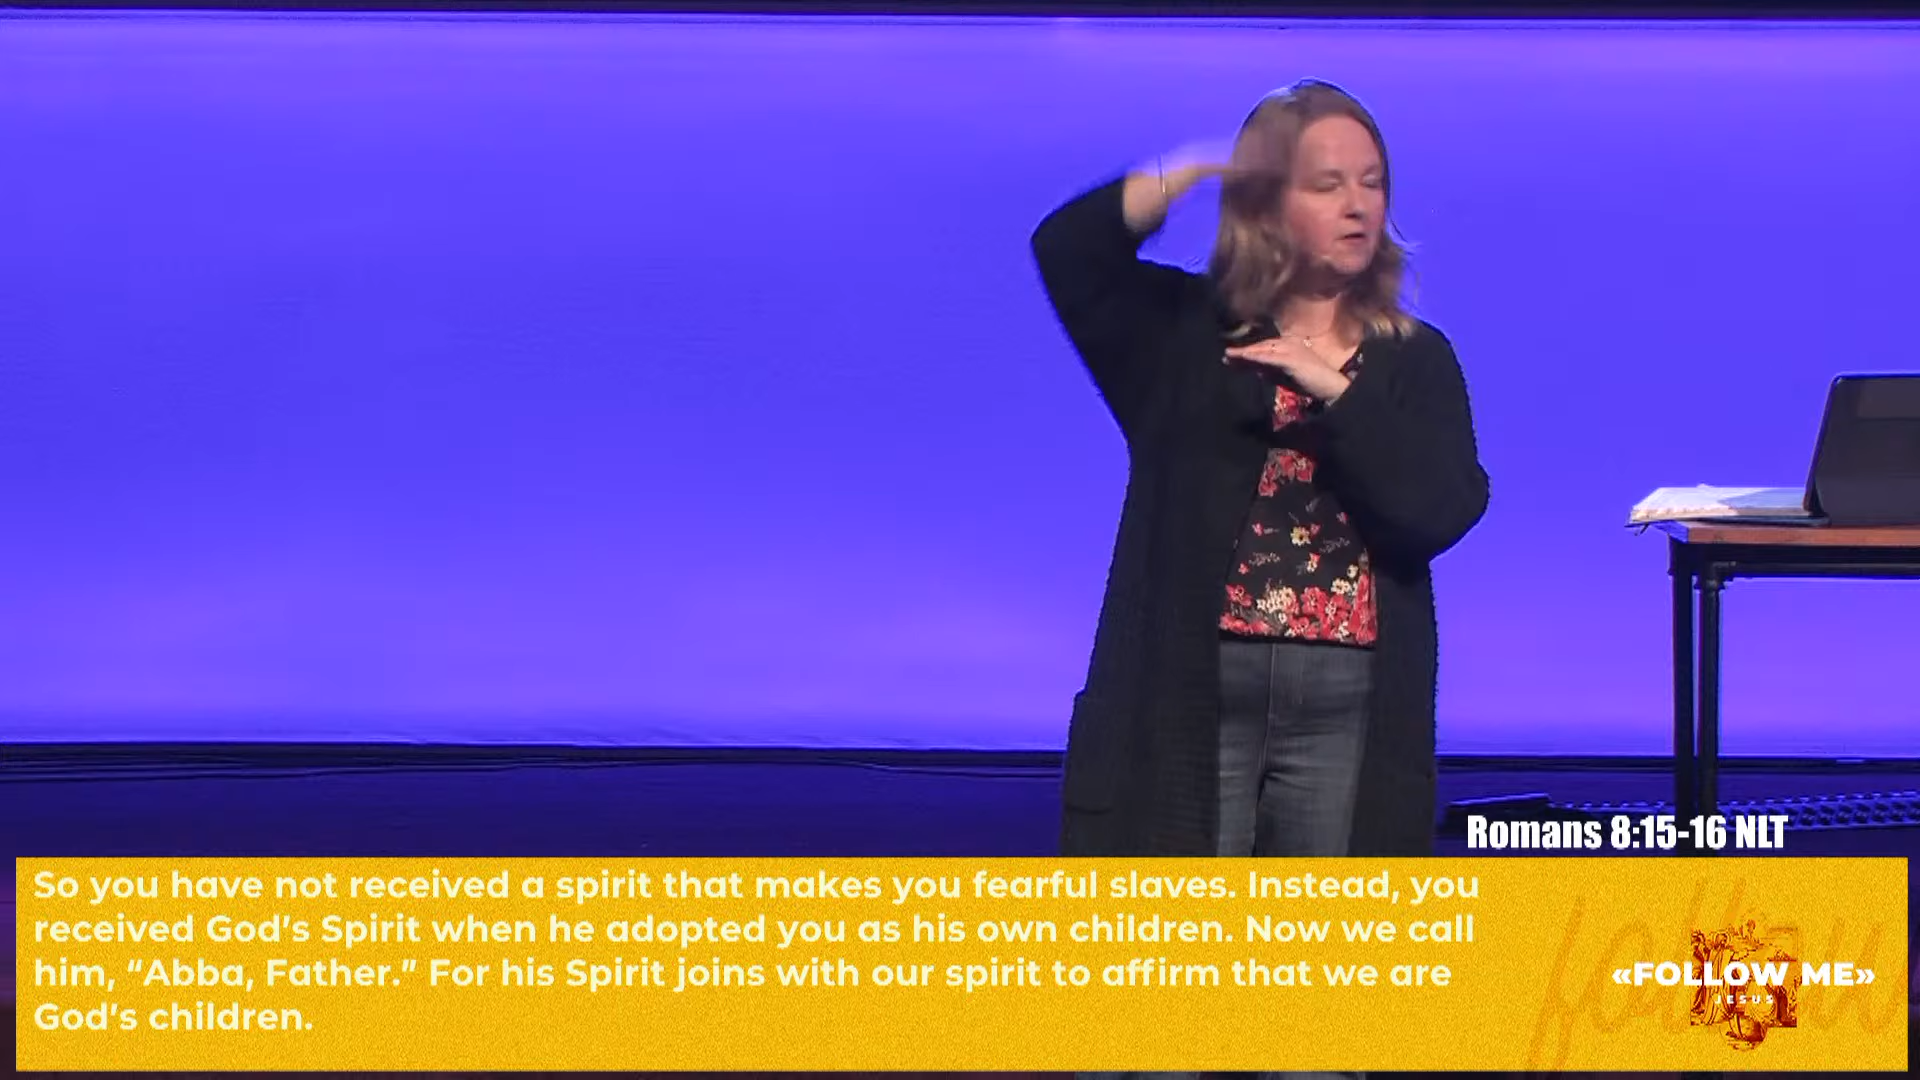 Romans 8:15-16 NLT
So you have not received a spirit that makes you fearful slaves. Instead, you
received God's Spirit when he adopted you as his own children. Now we call
him, “Abba, Father.” For his Spirit joins with our spirit to affirm that we are
God's children.
«FOLLOW ME»
JESUS